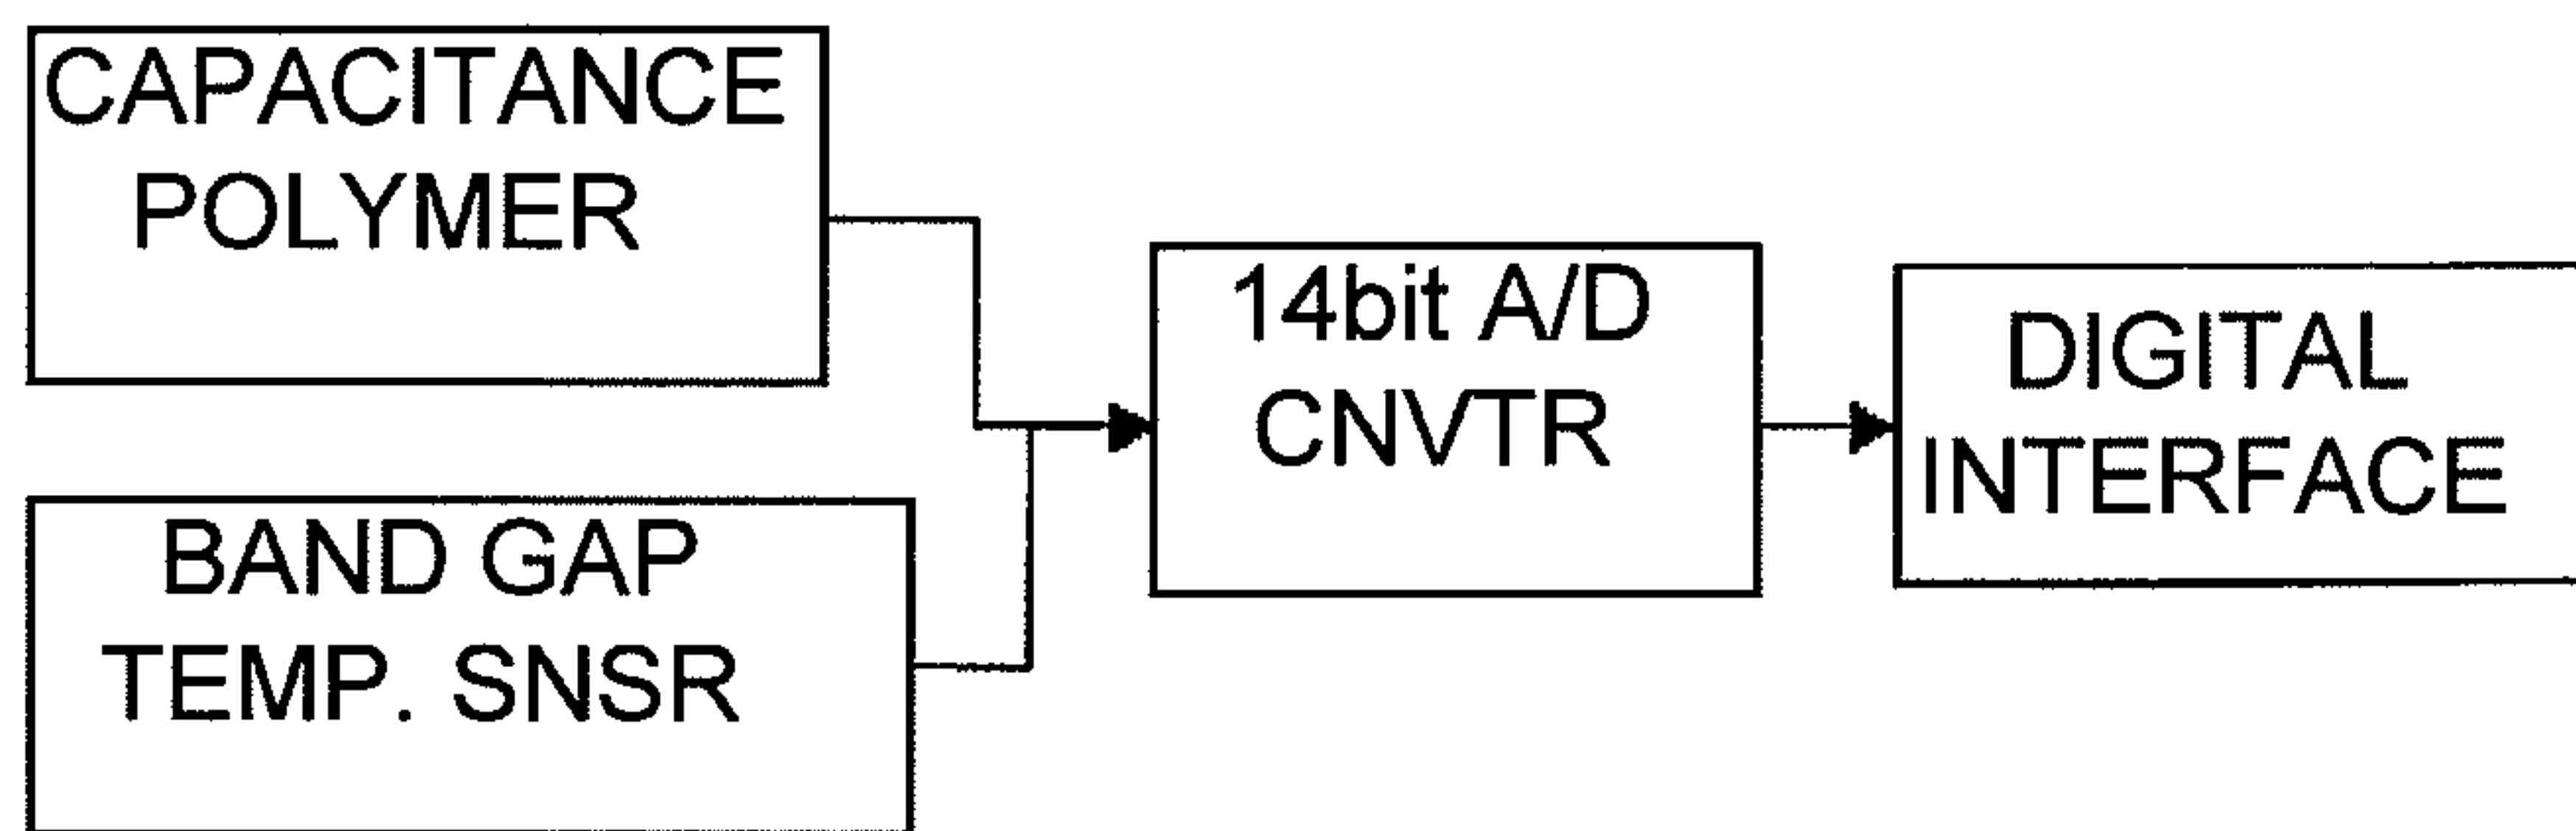 CAPACITANCE
POLYMER
BAND GAP
TEMP. SNSR
14bit A/D
CNVTR
DIGITAL
INTERFACE